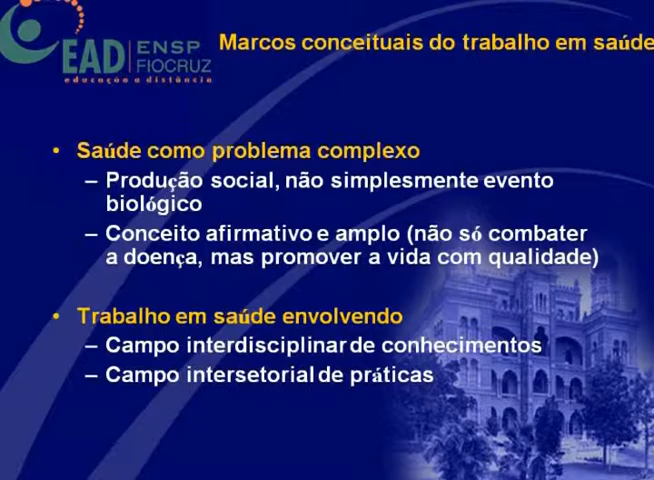 EAD ENSP
FIOCRUZ
educação a distância
Marcos conceituais do trabalho em saúde
• Saúde como problema complexo
– Produção social, não simplesmente evento
biológico
– Conceito afirmativo e amplo (não só combater
a doença, mas promover a vida com qualidade)
• Trabalho em saúde envolvendo
– Campo interdisciplinar de conhecimentos
– Campo intersetorial de práticas